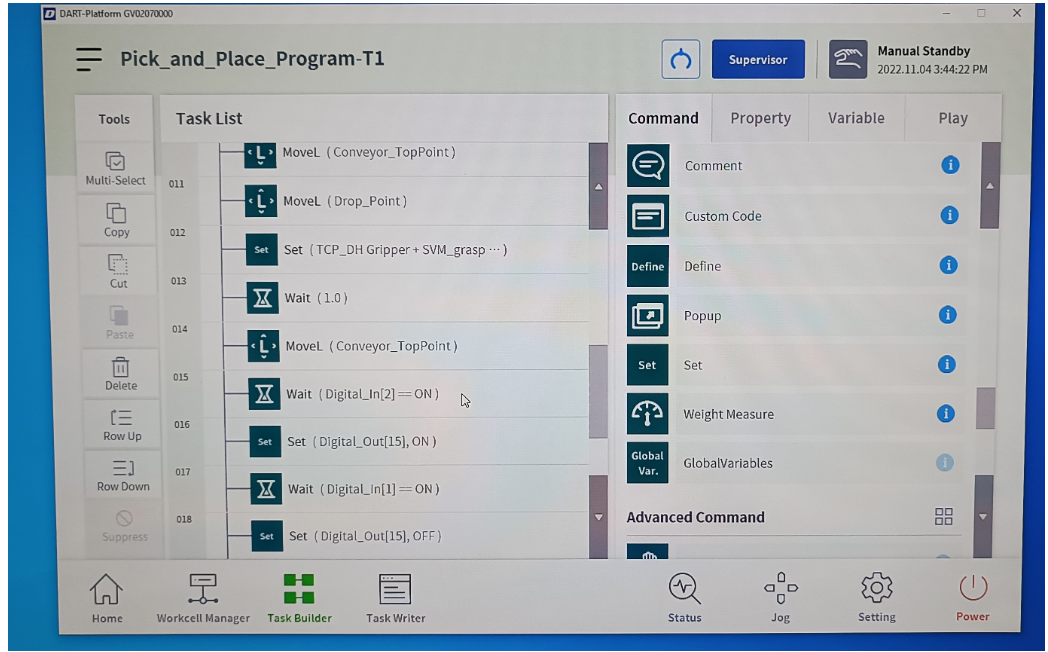 DART-Platform GV02070000
Pick_and_Place_Program-T1
Supervisor
Manual Standby
2022.11.04 3:44:22 PM
Tools
Task List
Command
Property
Variable
Play
Multi-Select
Copy
Cut
Paste
Delete
Row Up
Row Down
Suppress
MoveL (Conveyor_TopPoint)
011
MoveL (Drop_Point)
012
Set Set (TCP_DH Gripper + SVM_grasp ⋯)
013
Wait (1.0)
014
MoveL (Conveyor_TopPoint)
015
Wait (Digital_In[2] == ON)
016
Set Set (Digital_Out[15], ON)
017
Wait (Digital_In[1] == ON)
018
Set Set (Digital_Out[15], OFF)
Comment
Custom Code
Define Define
Popup
Set Set
Weight Measure
Global
Var.
GlobalVariables
Advanced Command
Home
Workcell Manager
Task Builder
Task Writer
Status
Jog
Setting
Power